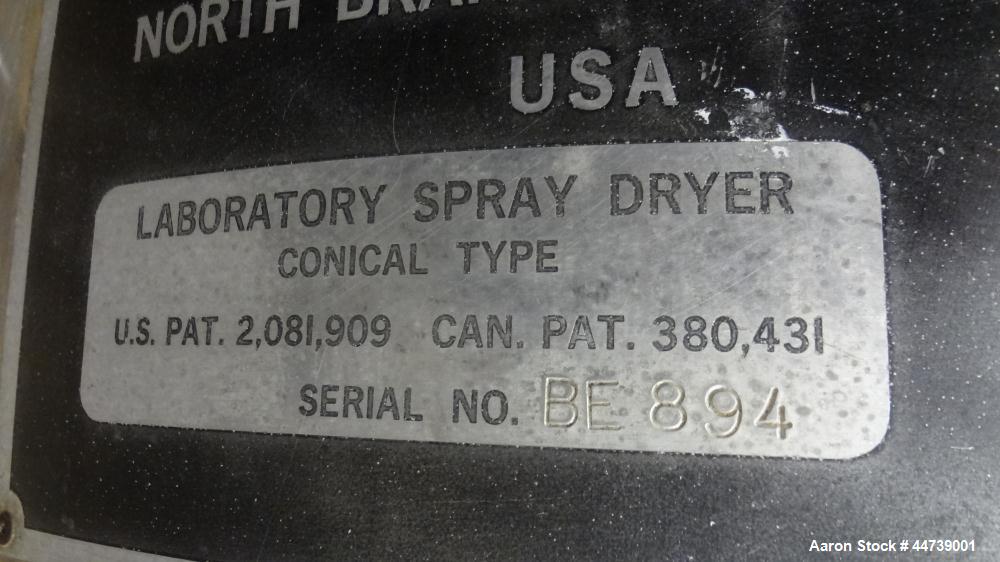 NORTH
USA
LABORATORY SPRAY DRYER
CONICAL TYPE
U.S. PAT. 2,081,909 CAN. PAT. 380,431
SERIAL NO. BE 894
Aaron Stock # 44739001